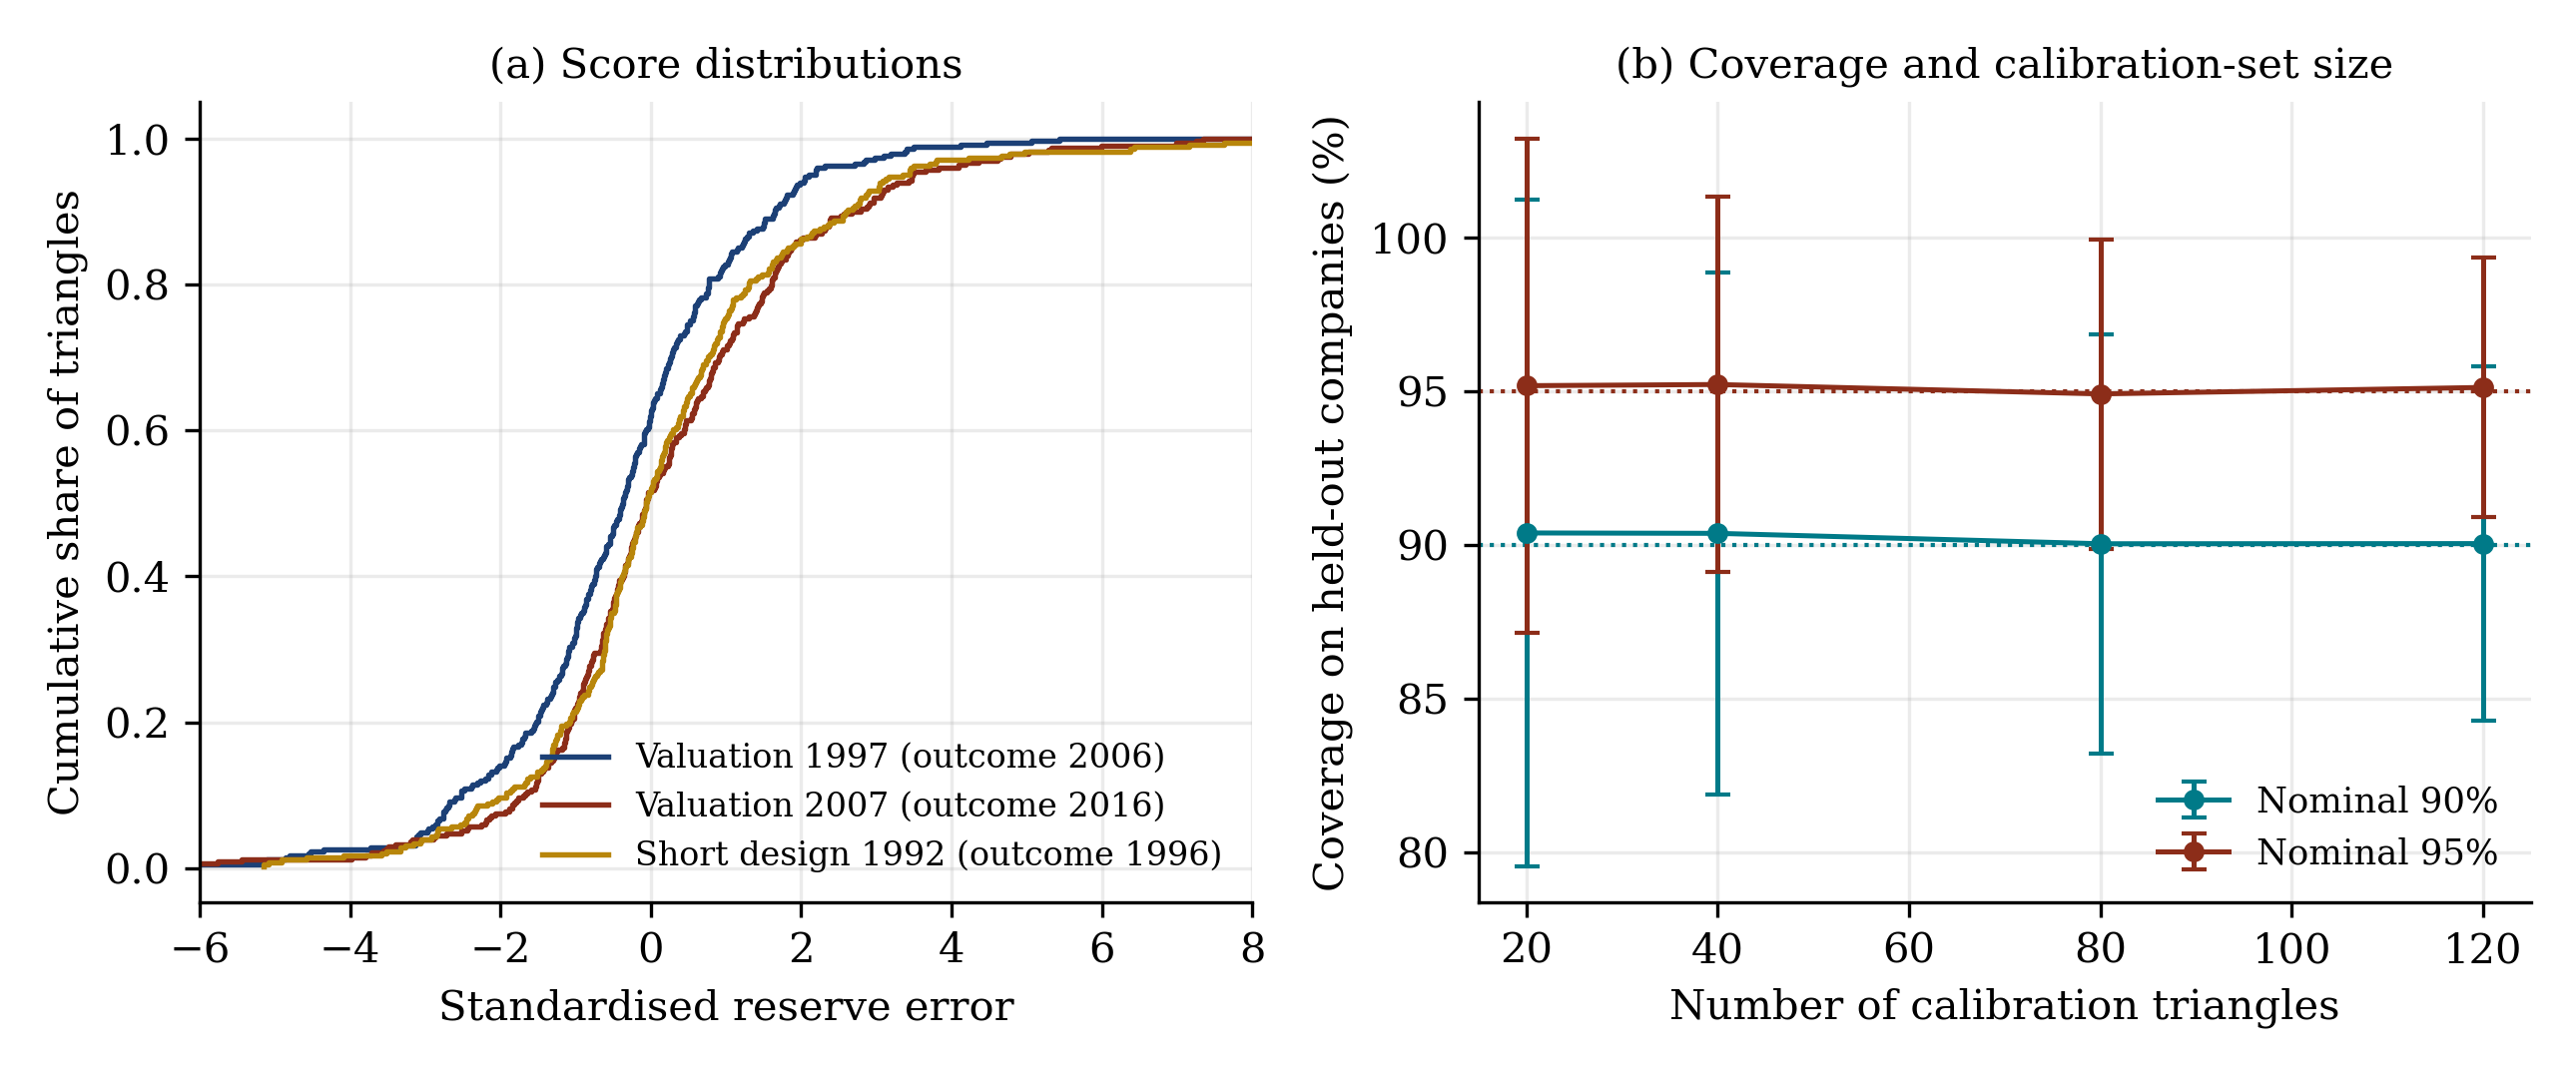 (a) Score distributions
Cumulative share of triangles
1.0
0.8
0.6
0.4
0.2
0.0
−6
−4
−2
0
2
4
6
8
Standardised reserve error
Valuation 1997 (outcome 2006)
Valuation 2007 (outcome 2016)
Short design 1992 (outcome 1996)
(b) Coverage and calibration-set size
Coverage on held-out companies (%)
100
95
90
85
80
20
40
60
80
100
120
Number of calibration triangles
Nominal 90%
Nominal 95%